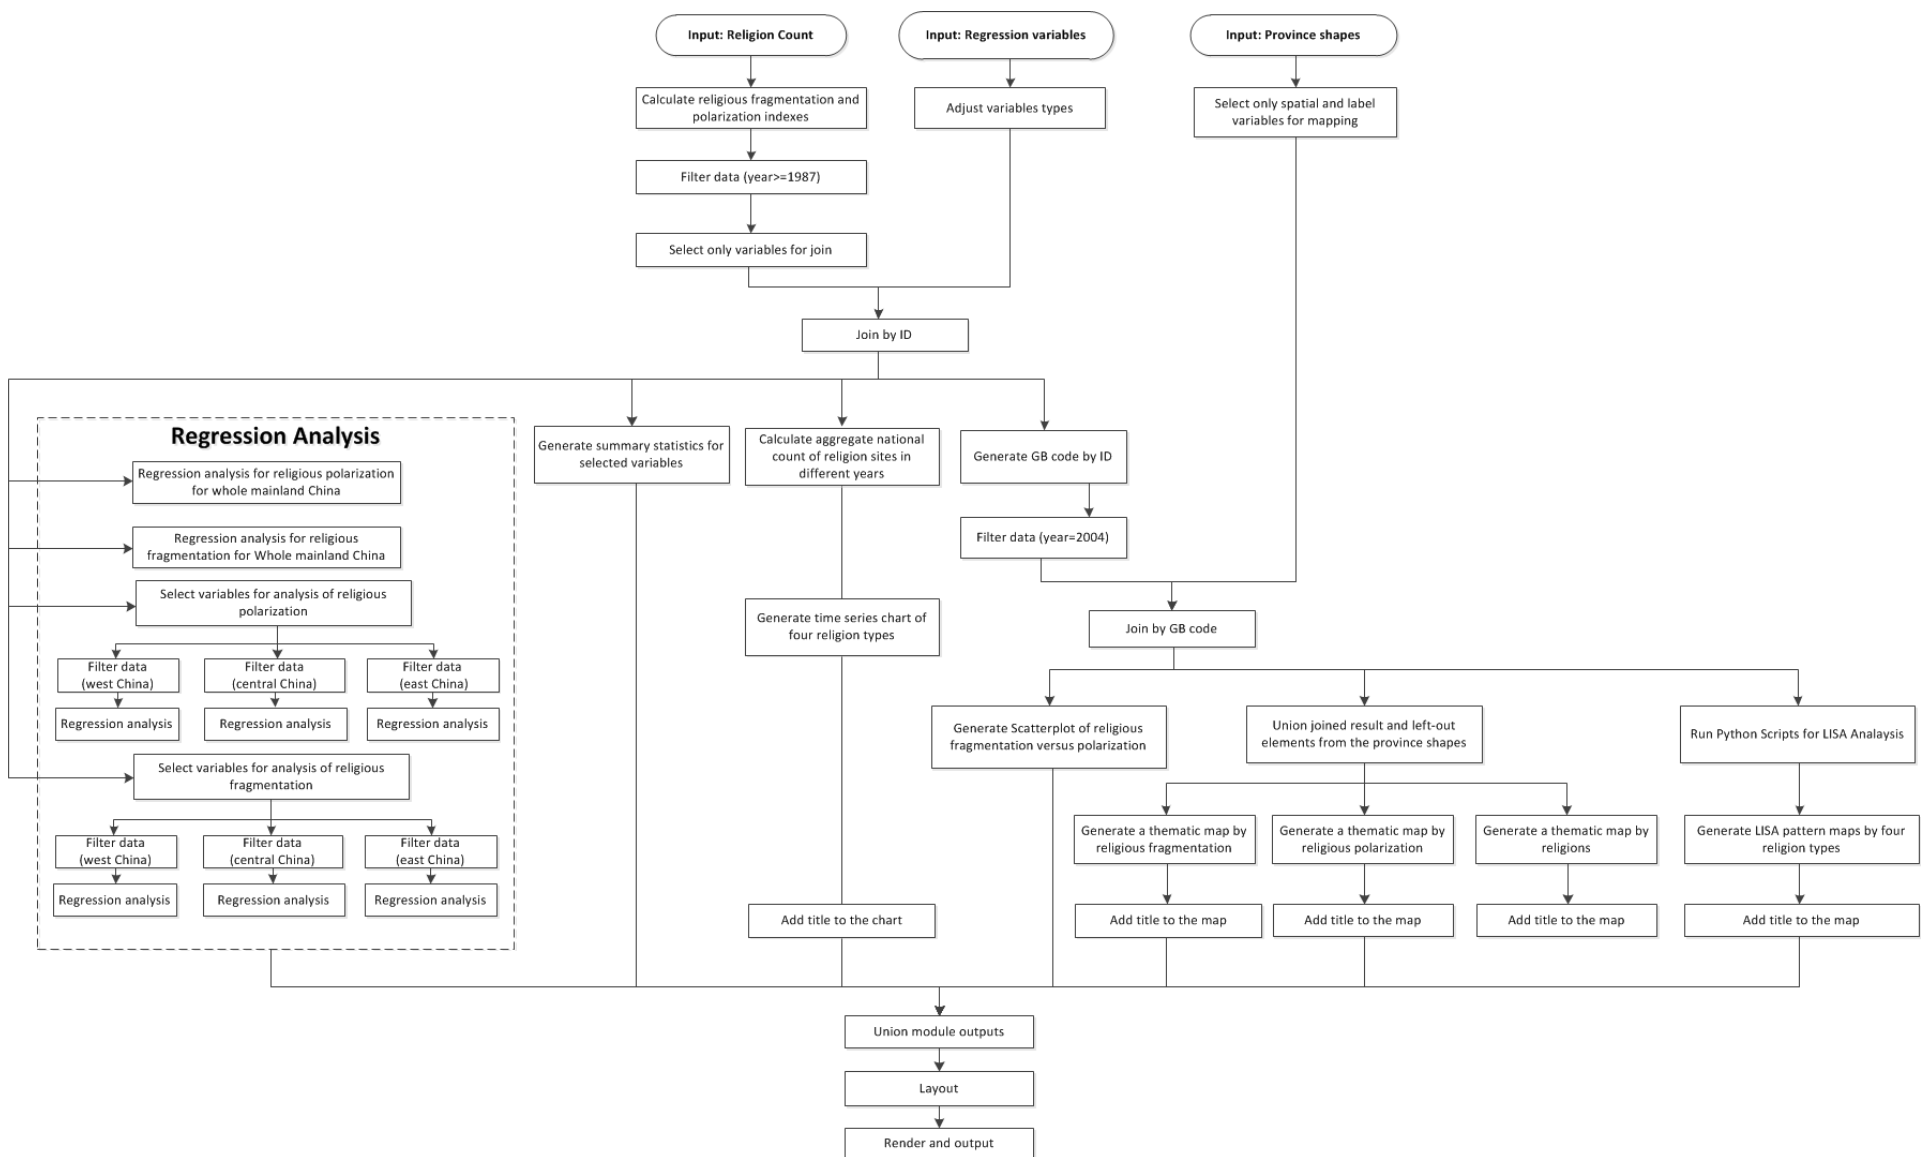 Input: Religion Count
Input: Regression variables
Input: Province shapes
Calculate religious fragmentation and
polarization indexes
Adjust variables types
Select only spatial and label
variables for mapping
Filter data (year>=1987)
Select only variables for join
Join by ID
Regression Analysis
Regression analysis for religious polarization
for whole mainland China
Regression analysis for religious
fragmentation for Whole mainland China
Select variables for analysis of religious
polarization
Filter data
(west China)
Filter data
(central China)
Filter data
(east China)
Regression analysis
Regression analysis
Regression analysis
Select variables for analysis of religious
fragmentation
Filter data
(west China)
Filter data
(central China)
Filter data
(east China)
Regression analysis
Regression analysis
Regression analysis
Generate summary statistics for
selected variables
Calculate aggregate national
count of religion sites in
different years
Generate time series chart of
four religion types
Add title to the chart
Generate GB code by ID
Filter data (year=2004)
Join by GB code
Generate Scatterplot of religious
fragmentation versus polarization
Union joined result and left-out
elements from the province shapes
Run Python Scripts for LISA Analaysis
Generate a thematic map by
religious fragmentation
Generate a thematic map by
religious polarization
Generate a thematic map by
religions
Generate LISA pattern maps by four
religion types
Add title to the map
Add title to the map
Add title to the map
Add title to the map
Union module outputs
Layout
Render and output